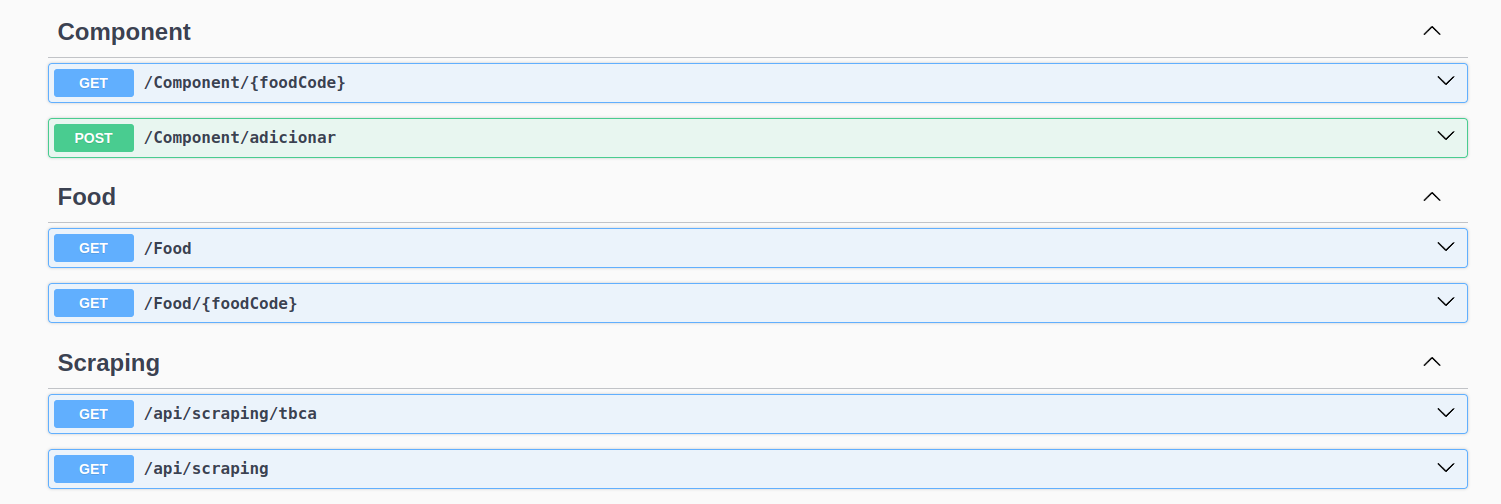 Component
GET /Component/{foodCode}
POST /Component/adicionar
Food
GET /Food
GET /Food/{foodCode}
Scraping
GET /api/scraping/tbca
GET /api/scraping